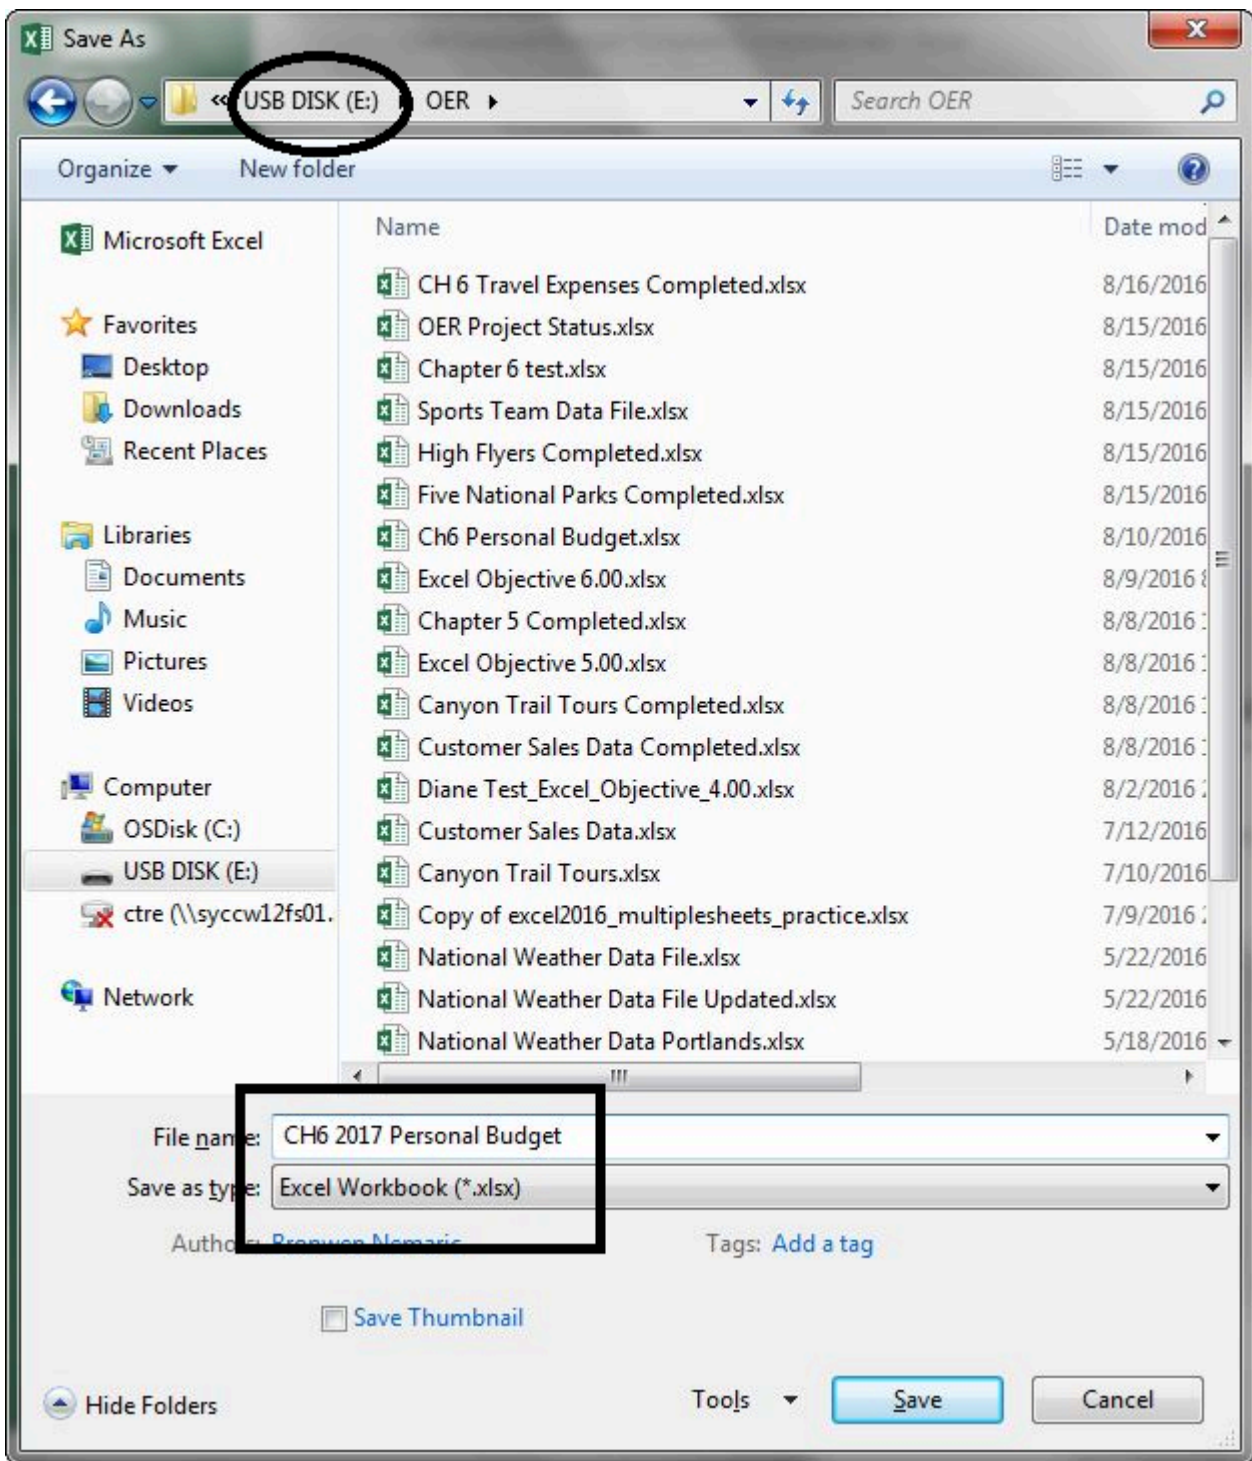 Save As
« USB DISK (E:) OER
Search OER
Organize
New folder
Microsoft Excel
Favorites
Desktop
Downloads
Recent Places
Libraries
Documents
Music
Pictures
Videos
Computer
OSDisk (C:)
USB DISK (E:)
ctre (\\syccw12fs01.
Network
Name Date mod
CH 6 Travel Expenses Completed.xlsx 8/16/2016
OER Project Status.xlsx 8/15/2016
Chapter 6 test.xlsx 8/15/2016
Sports Team Data File.xlsx 8/15/2016
High Flyers Completed.xlsx 8/15/2016
Five National Parks Completed.xlsx 8/15/2016
Ch6 Personal Budget.xlsx 8/10/2016
Excel Objective 6.00.xlsx 8/9/2016
Chapter 5 Completed.xlsx 8/8/2016
Excel Objective 5.00.xlsx 8/8/2016
Canyon Trail Tours Completed.xlsx 8/8/2016
Customer Sales Data Completed.xlsx 8/8/2016
Diane Test_Excel_Objective_4.00.xlsx 8/2/2016
Customer Sales Data.xlsx 7/12/2016
Canyon Trail Tours.xlsx 7/10/2016
Copy of excel2016_multiplesheets_practice.xlsx 7/9/2016
National Weather Data File.xlsx 5/22/2016
National Weather Data File Updated.xlsx 5/22/2016
National Weather Data Portlands.xlsx 5/18/2016
File name: CH6 2017 Personal Budget
Save as type: Excel Workbook (*.xlsx)
Authors: Tags: Add a tag
Save Thumbnail
Hide Folders
Tools Save Cancel